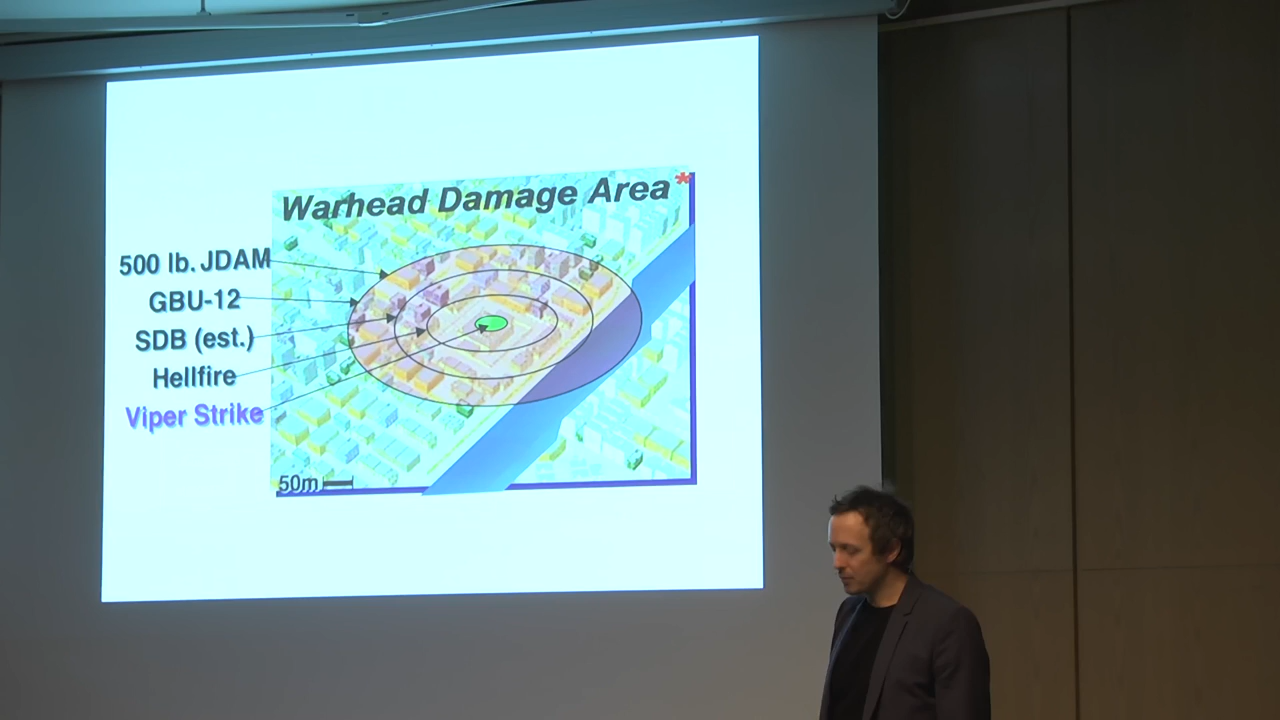 Warhead Damage Area*
500 lb. JDAM
GBU-12
SDB (est.)
Hellfire
Viper Strike
50m